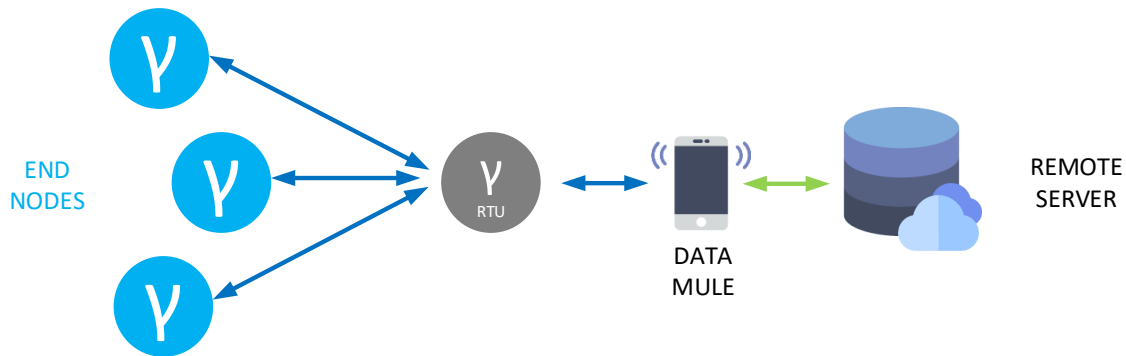 γ
γ
γ
END
NODES
γ
RTU
DATA
MULE
REMOTE
SERVER